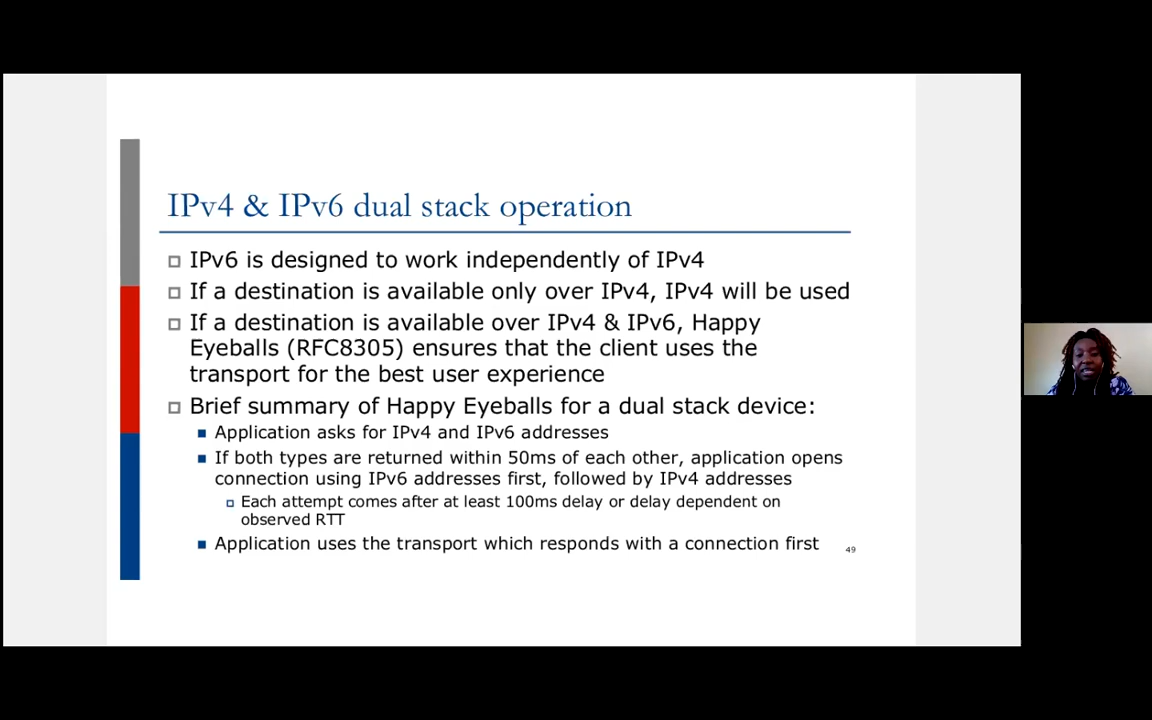 IPv4 & IPv6 dual stack operation
IPv6 is designed to work independently of IPv4
If a destination is available only over IPv4, IPv4 will be used
If a destination is available over IPv4 & IPv6, Happy
Eyeballs (RFC8305) ensures that the client uses the
transport for the best user experience
Brief summary of Happy Eyeballs for a dual stack device:
Application asks for IPv4 and IPv6 addresses
If both types are returned within 50ms of each other, application opens
connection using IPv6 addresses first, followed by IPv4 addresses
Each attempt comes after at least 100ms delay or delay dependent on
observed RTT
Application uses the transport which responds with a connection first
49